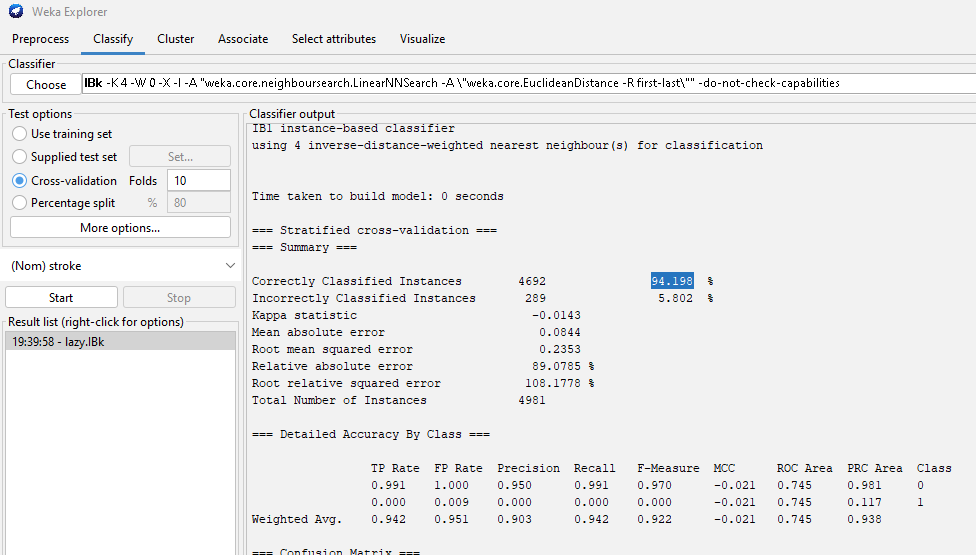 Weka Explorer
Preprocess Classify Cluster Associate Select attributes Visualize
Classifier
Choose IBk -K 4 -W 0 -X -I -A "weka.core.neighboursearch.LinearNNSearch -A \"weka.core.EuclideanDistance -R first-last\"" -do-not-check-capabilities
Test options
Use training set
Supplied test set Set...
Cross-validation Folds 10
Percentage split % 80
More options...
(Nom) stroke
Start Stop
Result list (right-click for options)
19:39:58 - lazy.IBk
Classifier output
IB1 instance-based classifier
using 4 inverse-distance-weighted nearest neighbour(s) for classification
Time taken to build model: 0 seconds
=== Stratified cross-validation ===
=== Summary ===
Correctly Classified Instances 4692 94.198 %
Incorrectly Classified Instances 289 5.802 %
Kappa statistic -0.0143
Mean absolute error 0.0844
Root mean squared error 0.2353
Relative absolute error 89.0785 %
Root relative squared error 108.1778 %
Total Number of Instances 4981
=== Detailed Accuracy By Class ===
TP Rate FP Rate Precision Recall F-Measure MCC ROC Area PRC Area Class
0.991 1.000 0.950 0.991 0.970 -0.021 0.745 0.981 0
0.000 0.009 0.000 0.000 0.000 -0.021 0.745 0.117 1
Weighted Avg. 0.942 0.951 0.903 0.942 0.922 -0.021 0.745 0.938
=== Confusion Matrix ===